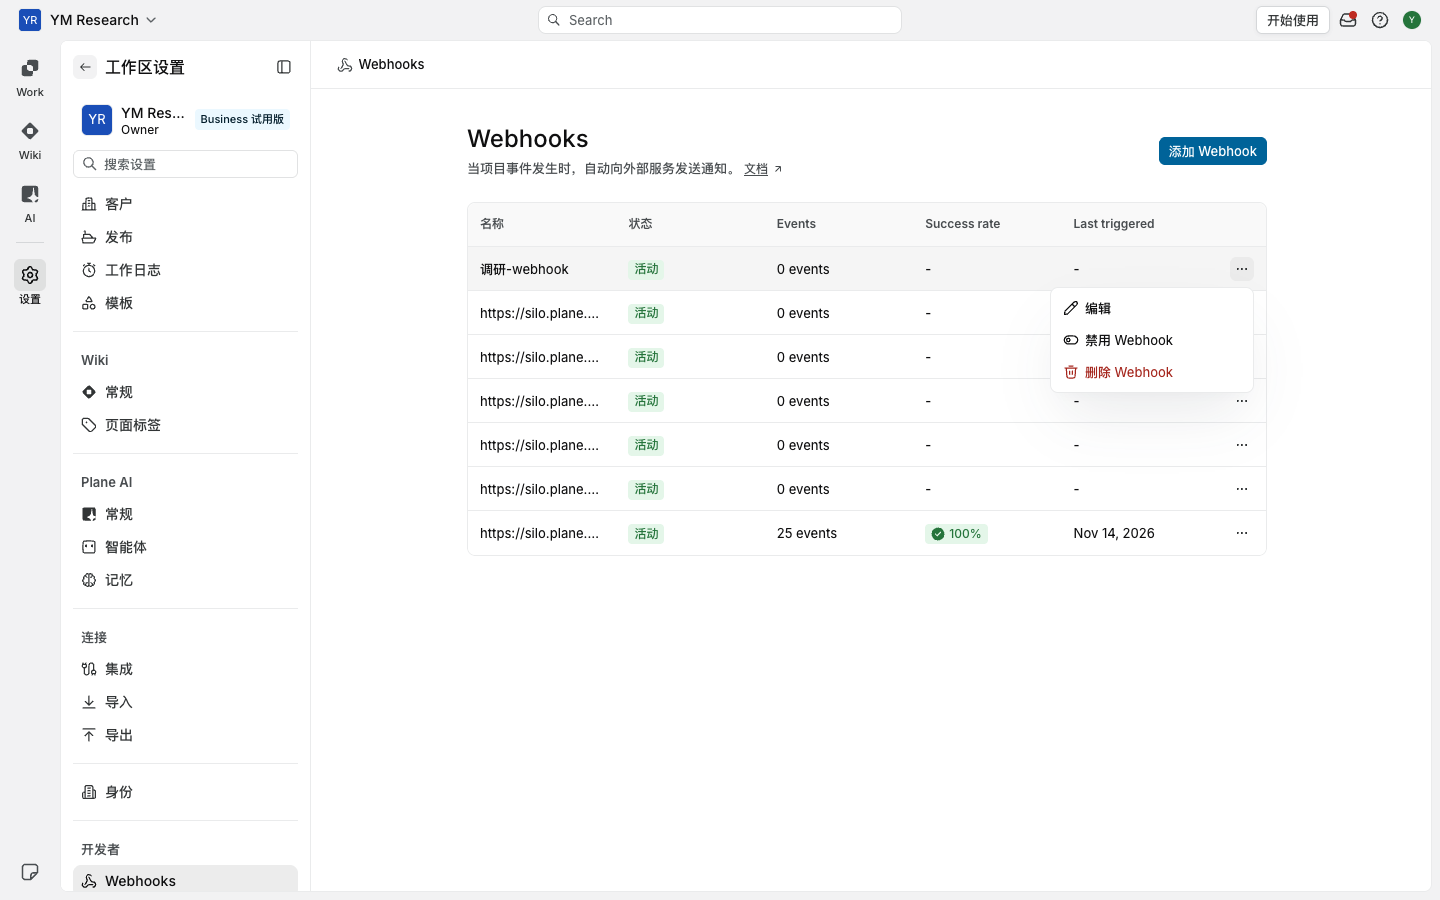 YR YM Research
Search
开始使用
Y
Work
Wiki
AI
设置
工作区设置
YR
YM Res...
Owner
Business 试用版
搜索设置
客户
发布
工作日志
模板
Wiki
常规
页面标签
Plane AI
常规
智能体
记忆
连接
集成
导入
导出
身份
开发者
Webhooks
Webhooks
Webhooks
当项目事件发生时，自动向外部服务发送通知。 文档
添加 Webhook
名称 状态 Events Success rate Last triggered
调研-webhook 活动 0 events - -
https://silo.plane.... 活动 0 events -
https://silo.plane.... 活动 0 events -
https://silo.plane.... 活动 0 events - -
https://silo.plane.... 活动 0 events - -
https://silo.plane.... 活动 0 events - -
https://silo.plane.... 活动 25 events 100% Nov 14, 2026
编辑
禁用 Webhook
删除 Webhook